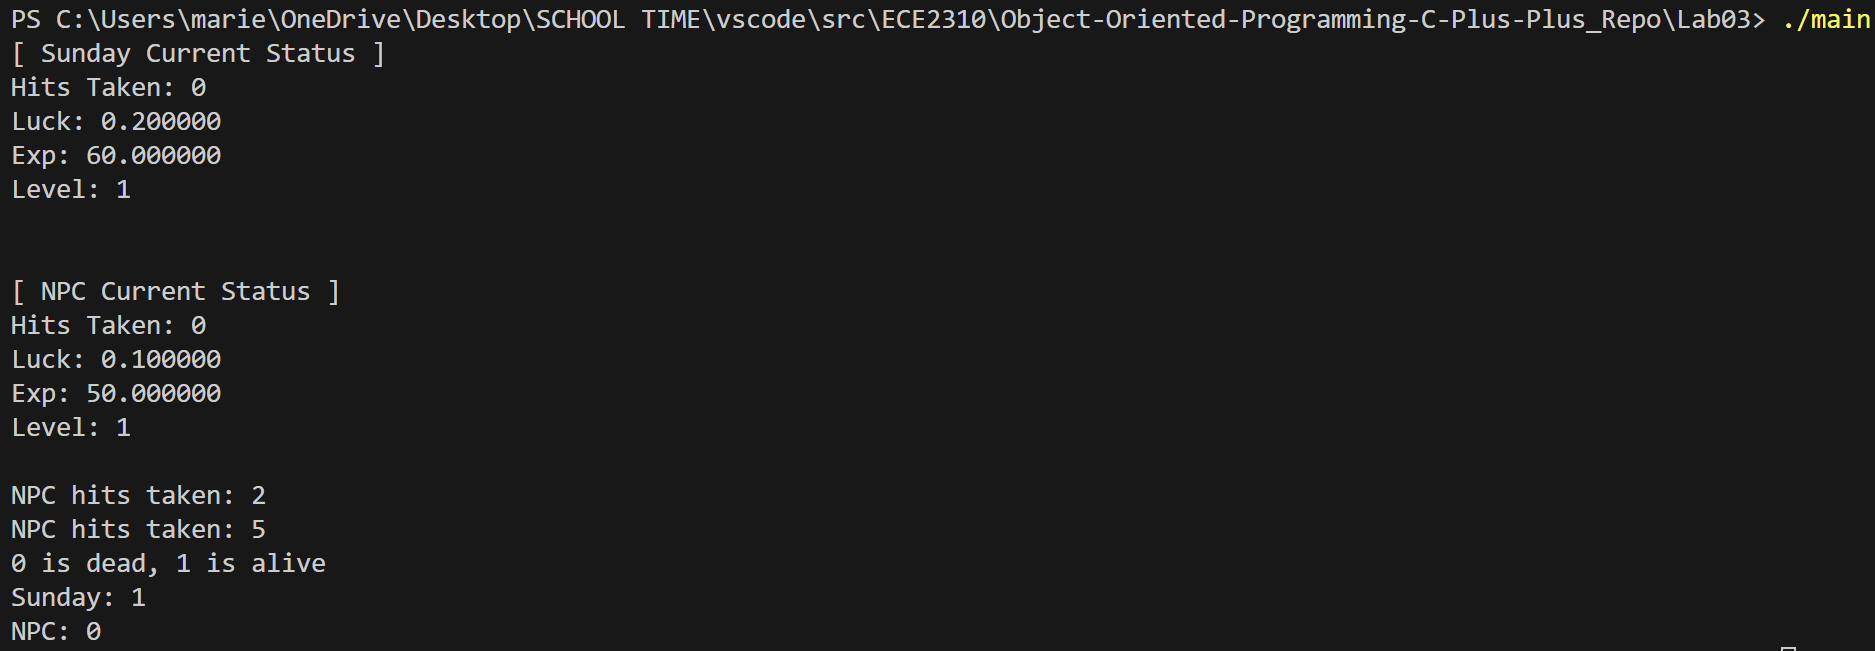 PS C:\Users\marie\OneDrive\Desktop\SCHOOL TIME\vscode\src\ECE2310\Object-Oriented-Programming-C-Plus-Plus_Repo\Lab03> ./main
[ Sunday Current Status ]
Hits Taken: 0
Luck: 0.200000
Exp: 60.000000
Level: 1
[ NPC Current Status ]
Hits Taken: 0
Luck: 0.100000
Exp: 50.000000
Level: 1
NPC hits taken: 2
NPC hits taken: 5
0 is dead, 1 is alive
Sunday: 1
NPC: 0